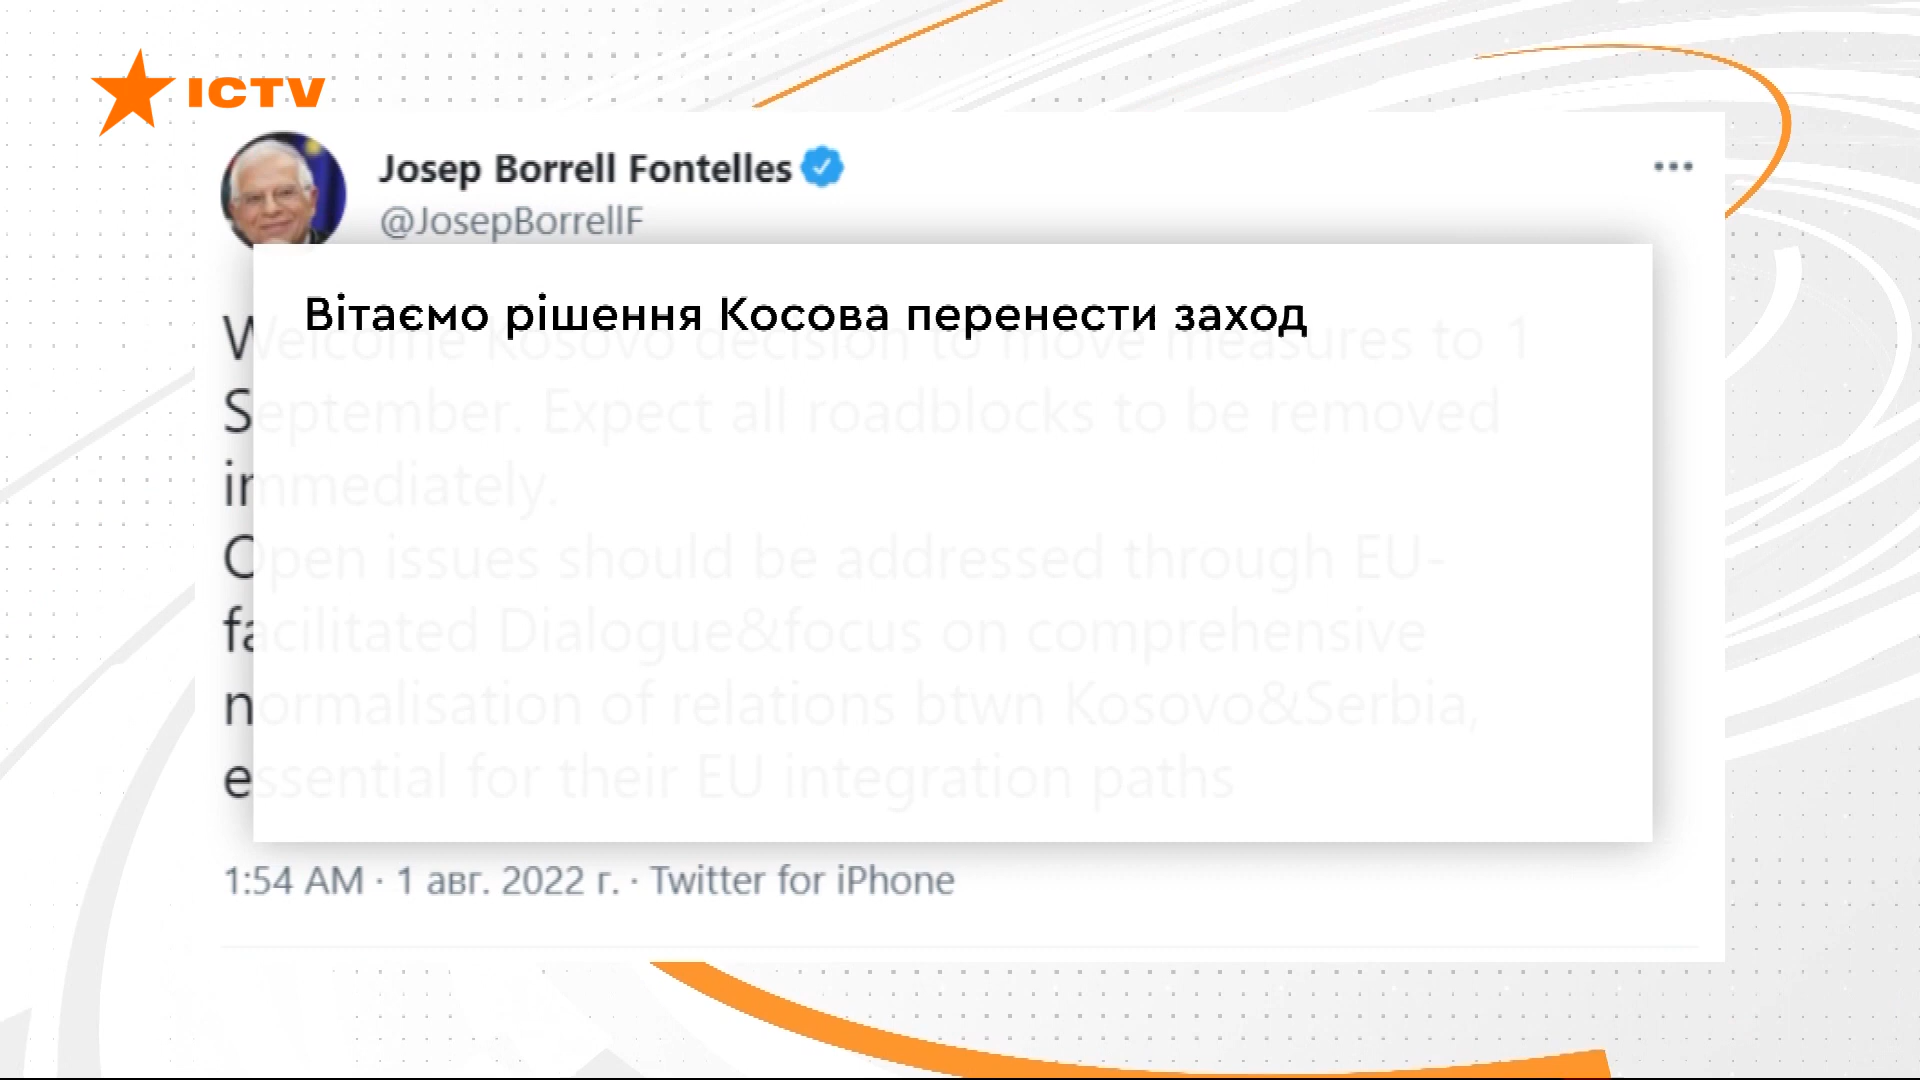 ICTV
Josep Borrell Fontelles
@JosepBorrellF
Вітаємо рішення Косова перенести заход
Welcome Kosovo decision to move measures to 1
September. Expect all roadblocks to be removed
immediately.
Open issues should be addressed through EU-
facilitated Dialogue&focus on comprehensive
normalisation of relations btwn Kosovo&Serbia,
essential for their EU integration paths
1:54 AM · 1 авг. 2022 г. · Twitter for iPhone